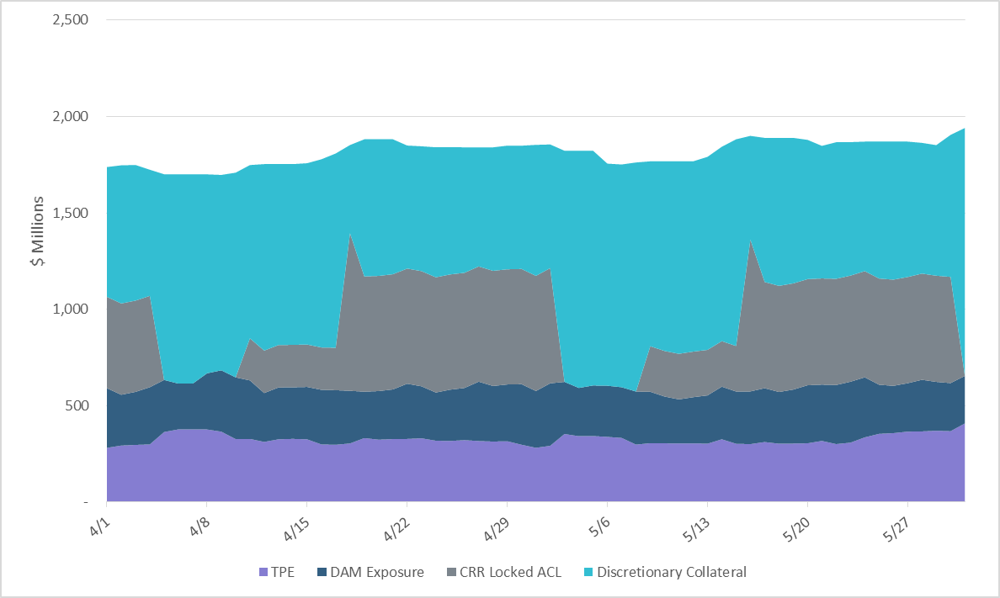 2,500
2,000
1,500
1,000
500
-
$ Millions
4/1 4/8 4/15 4/22 4/29 5/6 5/13 5/20 5/27
TPE DAM Exposure CRR Locked ACL Discretionary Collateral